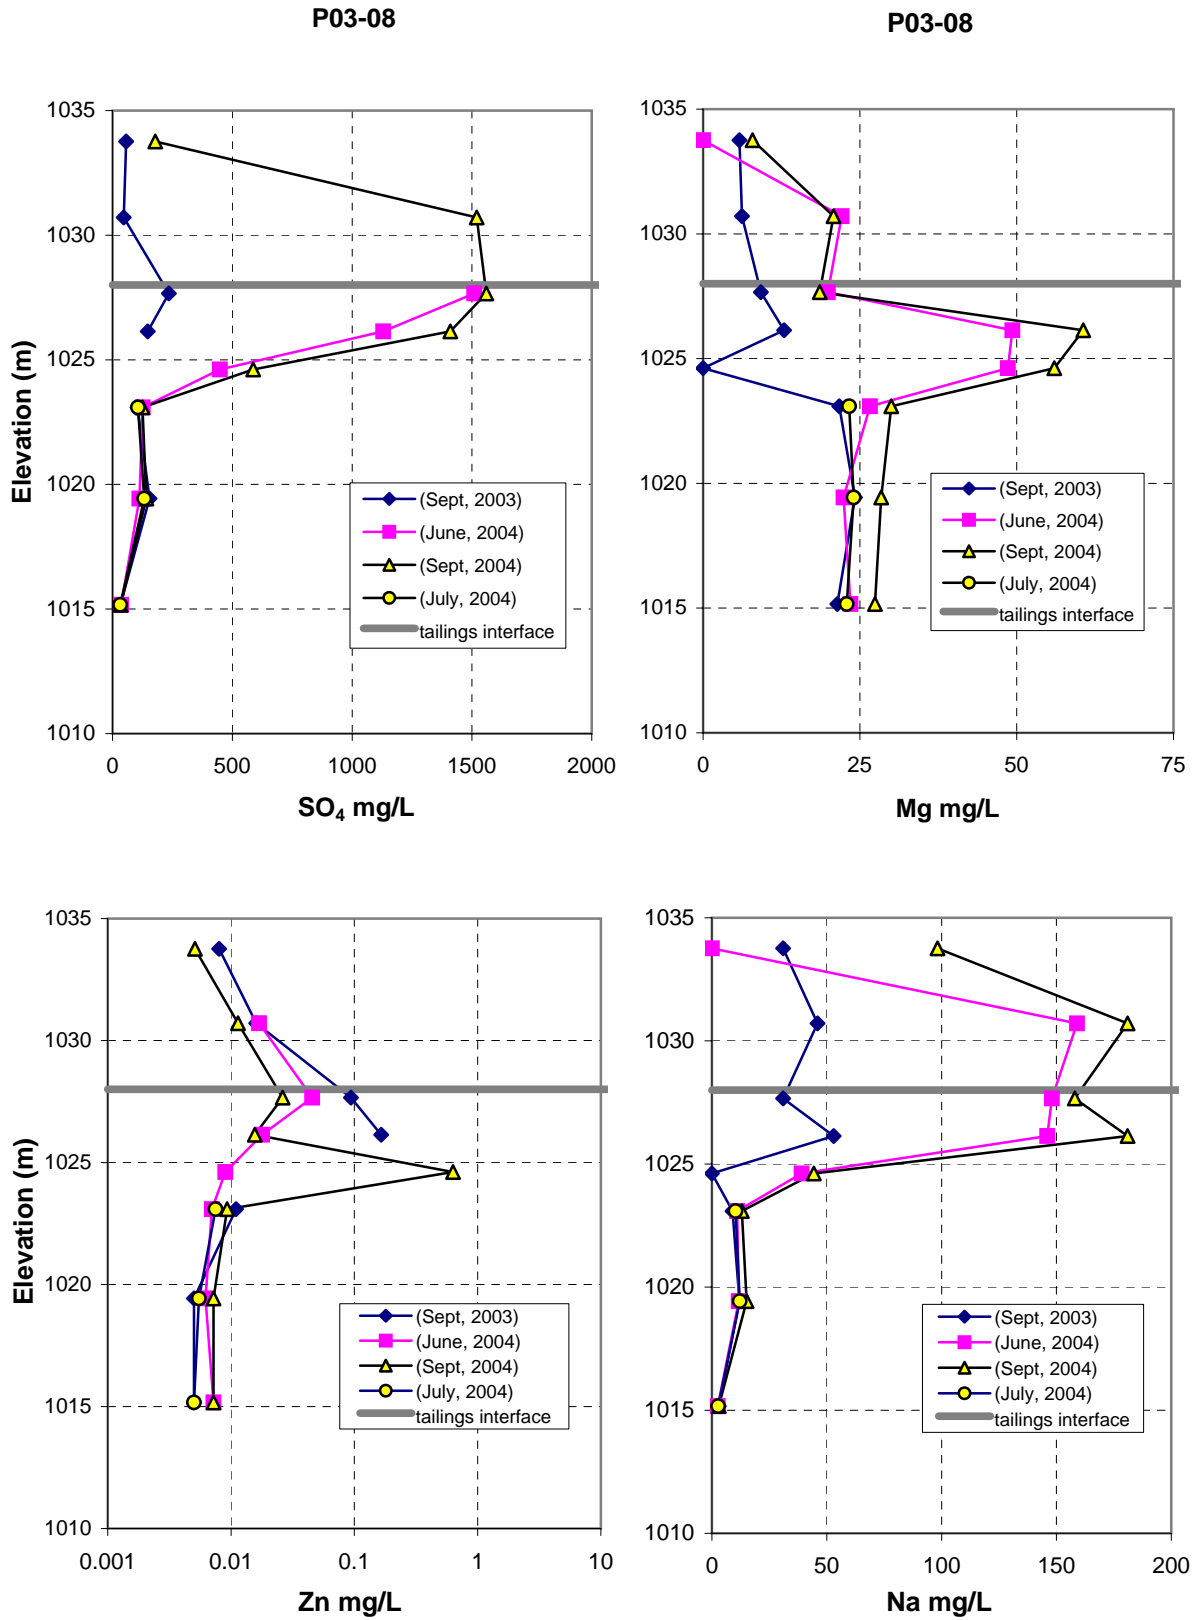 P03-08
P03-08
1035
1030
1025
1020
1015
1010
Elevation (m)
0 500 1000 1500 2000
SO₄ mg/L
(Sept, 2003)
(June, 2004)
(Sept, 2004)
(July, 2004)
tailings interface
1035
1030
1025
1020
1015
1010
0 25 50 75
Mg mg/L
(Sept, 2003)
(June, 2004)
(Sept, 2004)
(July, 2004)
tailings interface
1035
1030
1025
1020
1015
1010
Elevation (m)
0.001 0.01 0.1 1 10
Zn mg/L
(Sept, 2003)
(June, 2004)
(Sept, 2004)
(July, 2004)
tailings interface
1035
1030
1025
1020
1015
1010
0 50 100 150 200
Na mg/L
(Sept, 2003)
(June, 2004)
(Sept, 2004)
(July, 2004)
tailings interface